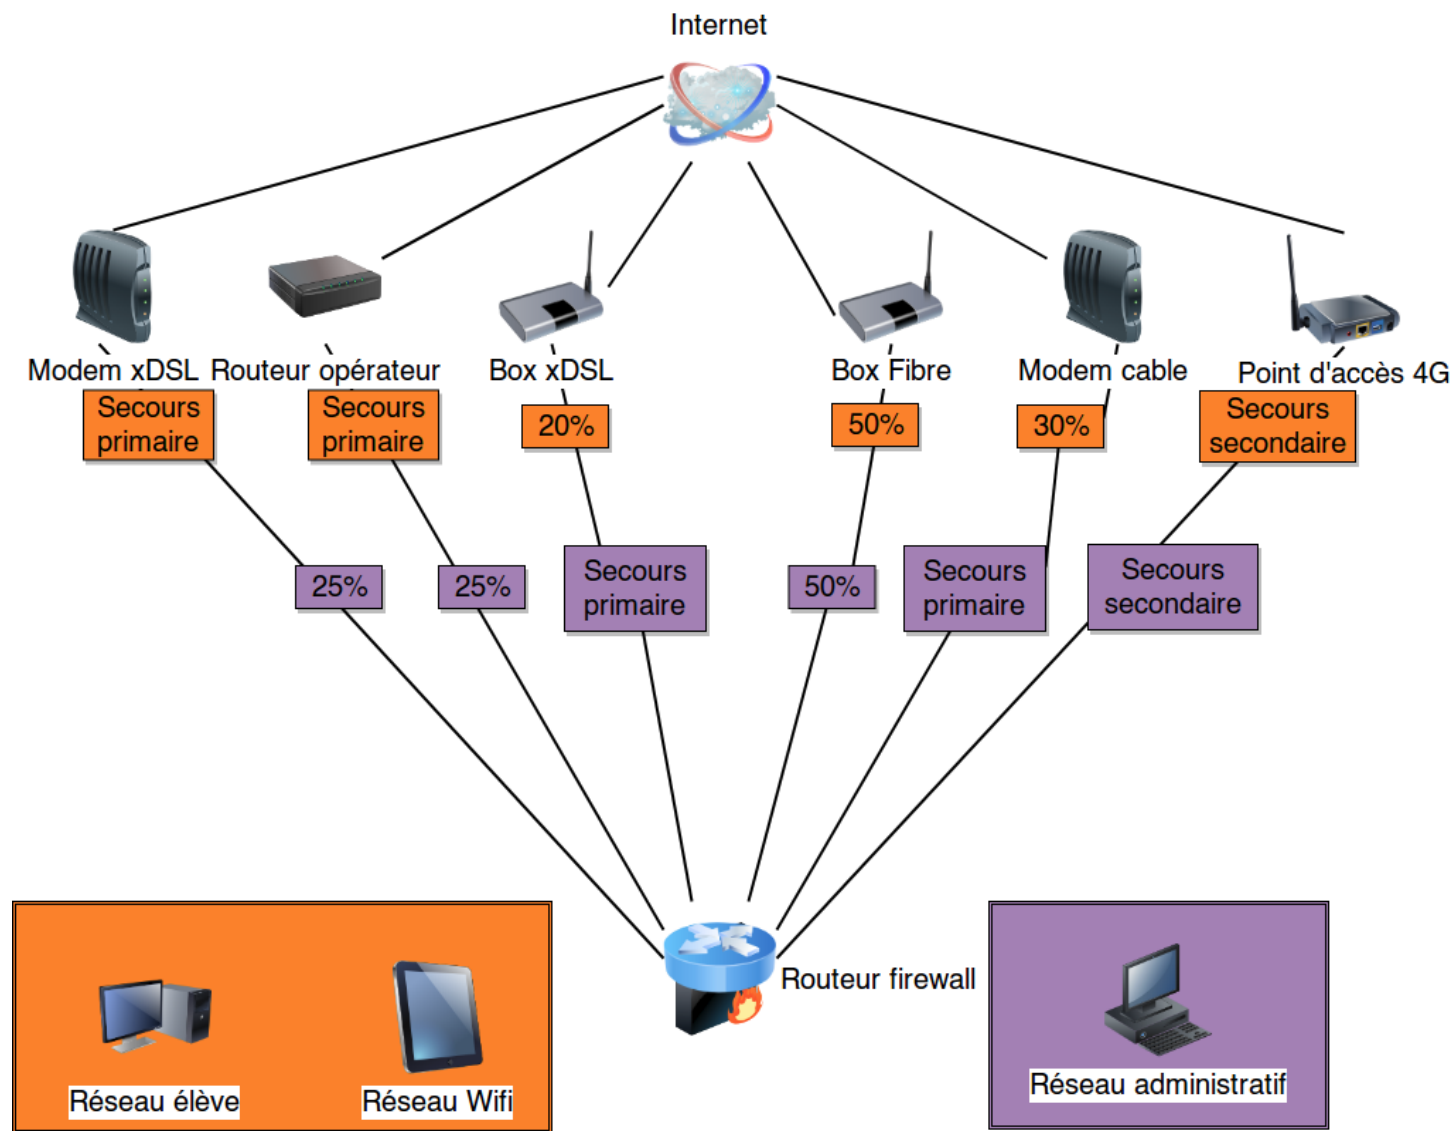 Internet
Modem xDSL
Routeur opérateur
Box xDSL
Box Fibre
Modem cable
Point d'accès 4G
Secours
primaire
Secours
primaire
20%
50%
30%
Secours
secondaire
25%
25%
Secours
primaire
50%
Secours
primaire
Secours
secondaire
Routeur firewall
Réseau élève
Réseau Wifi
Réseau administratif